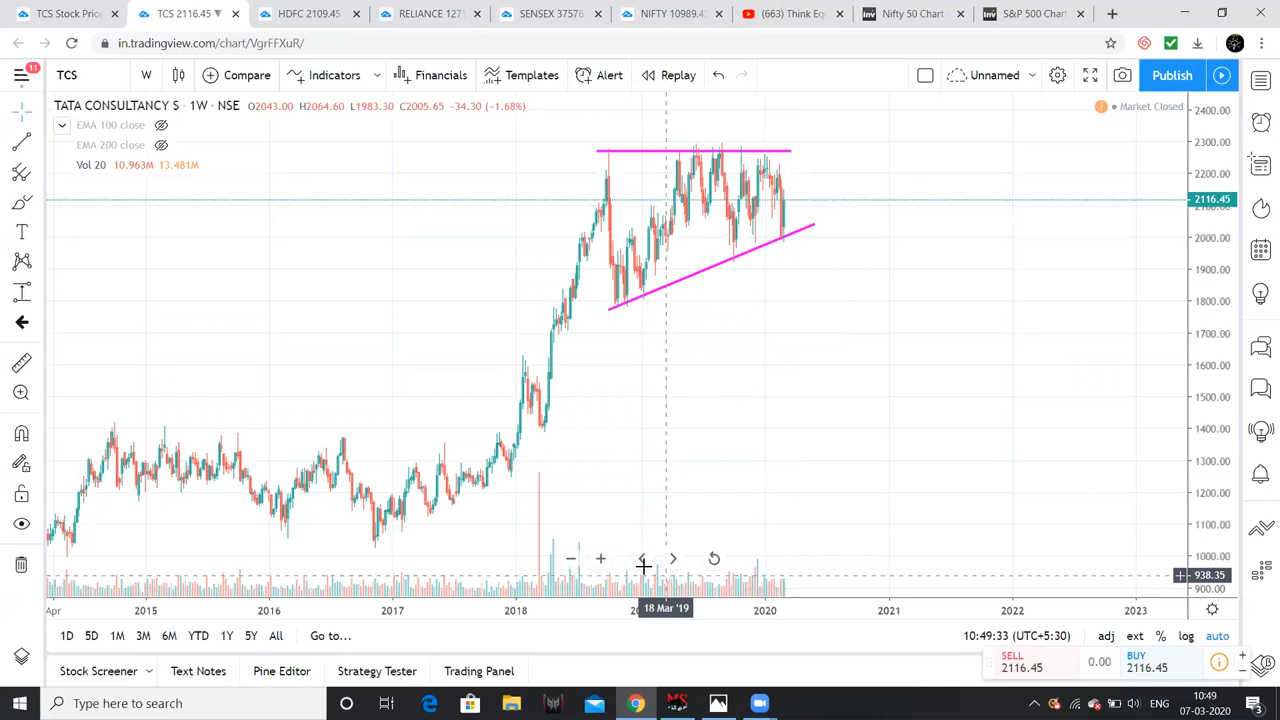 TCS Stock Price
TCS 2116.45 ▼
HDFC 2109.45
RELIANCE 127
SENSEX 37576
NIFTY 10989.4
(663) Think Eq
Nifty 50 Chart
S&P 500 Chart
in.tradingview.com/chart/VgrFFXuR/
11
TCS
W
Compare
Indicators
Financials
Templates
Alert
Replay
Unnamed
Publish
TATA CONSULTANCY S · 1W · NSE O2043.00 H2064.60 L1983.30 C2005.65 −34.30 (−1.68%)
Market Closed
EMA 100 close
EMA 200 close
Vol 20 10.963M 13.481M
2400.00
2300.00
2200.00
2116.45
2100.00
2000.00
1900.00
1800.00
1700.00
1600.00
1500.00
1400.00
1300.00
1200.00
1100.00
1000.00
938.35
900.00
Apr 2015 2016 2017 2018 18 Mar '19 2020 2021 2022 2023
1D 5D 1M 3M 6M YTD 1Y 5Y All Go to...
10:49:33 (UTC+5:30) adj ext % log auto
SELL
2116.45
0.00
BUY
2116.45
Stock Screener Text Notes Pine Editor Strategy Tester Trading Panel
Type here to search
ENG
10:49
07-03-2020
3